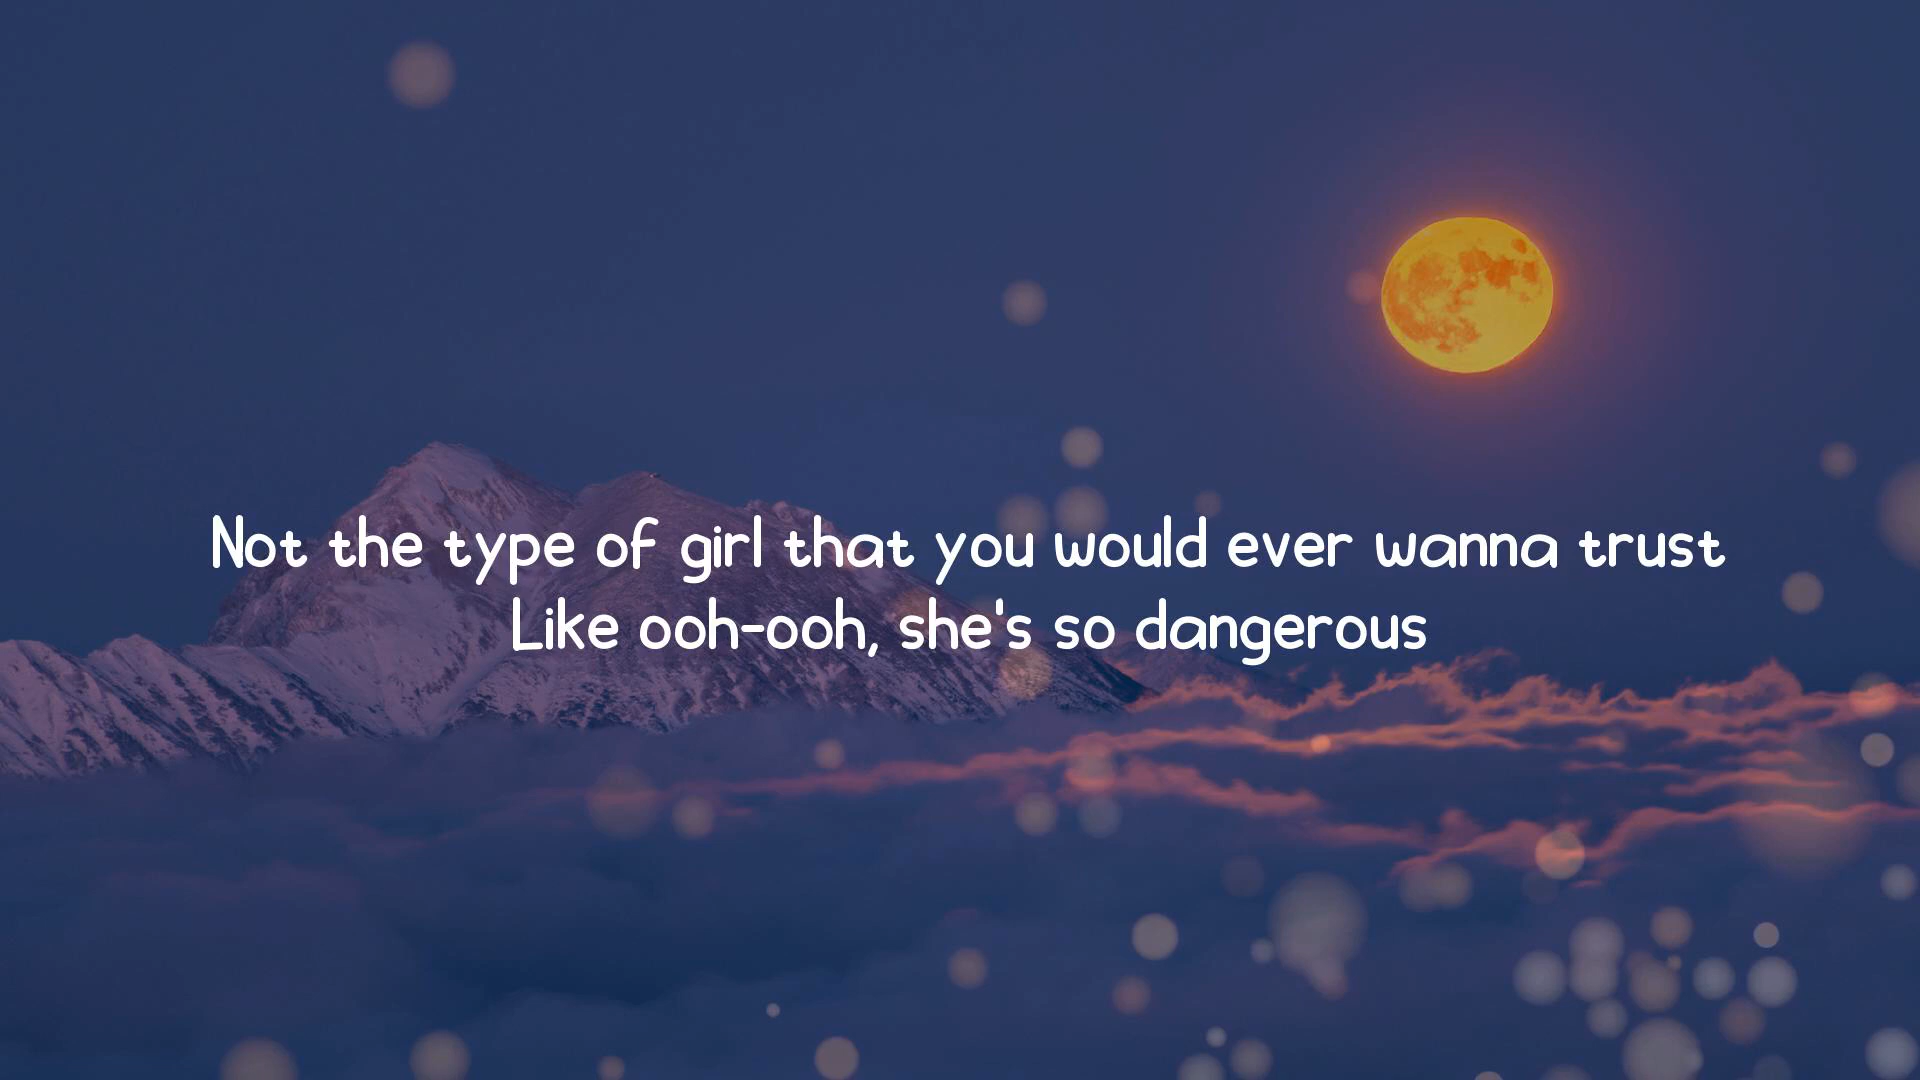 Not the type of girl that you would ever wanna trust
Like ooh-ooh, she's so dangerous